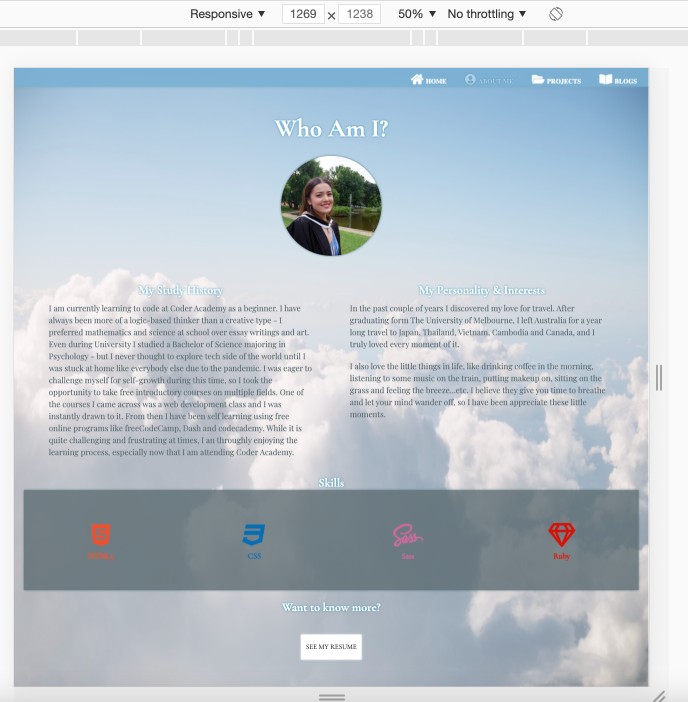 Responsive ▼ 1269 × 1238 50% ▼ No throttling ▼
HOME ABOUT ME PROJECTS BLOGS
Who Am I?
My Study History
I am currently learning to code at Coder Academy as a beginner. I have
always been more of a logic-based thinker than a creative type - I
preferred mathematics and science at school over essay writings and art.
Even during University I studied a Bachelor of Science majoring in
Psychology - but I never thought to explore tech side of the world until I
was stuck at home like everybody else due to the pandemic. I was eager to
challenge myself for self-growth during this time, so I took the
opportunity to take free introductory courses on multiple fields. One of
the courses I came across was a web development class and I was
instantly drawn to it. From then I have been self learning using free
online programs like freeCodeCamp, Dash and codecademy. While it is
quite challenging and frustrating at times, I am throughly enjoying the
learning process, especially now that I am attending Coder Academy.
My Personality & Interests
In the past couple of years I discovered my love for travel. After
graduating form The University of Melbourne, I left Australia for a year
long travel to Japan, Thailand, Vietnam, Cambodia and Canada, and I
truly loved every moment of it.
I also love the little things in life, like drinking coffee in the morning,
listening to some music on the train, putting makeup on, sitting on the
grass and feeling the breeze...etc. I believe they give you time to breathe
and let your mind wander off, so I have been appreciate these little
moments.
Skills
HTML5 CSS Sass Ruby
Sass
Want to know more?
SEE MY RESUME